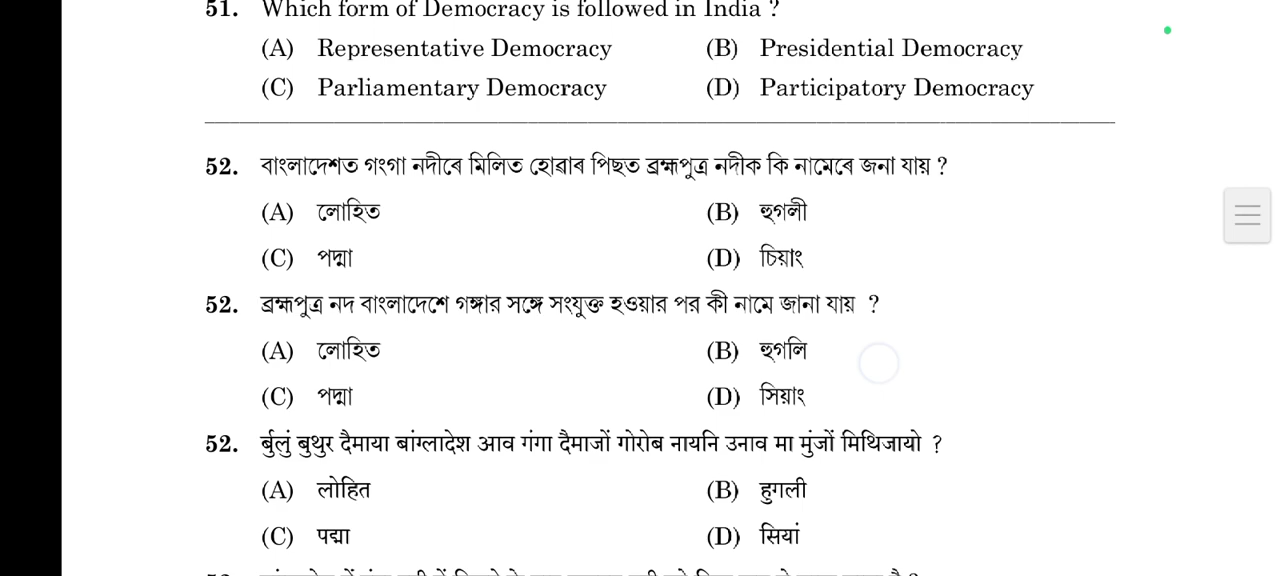 51. Which form of Democracy is followed in India ?
(A) Representative Democracy (B) Presidential Democracy
(C) Parliamentary Democracy (D) Participatory Democracy
52. বাংলাদেশত গংগা নদীৰে মিলিত হোৱাৰ পিছত ব্ৰহ্মপুত্ৰ নদীক কি নামেৰে জনা যায় ?
(A) লোহিত (B) হুগলী
(C) পদ্মা (D) চিয়াং
52. ব্রহ্মপুত্র নদ বাংলাদেশে গঙ্গার সঙ্গে সংযুক্ত হওয়ার পর কী নামে জানা যায় ?
(A) লোহিত (B) হুগলি
(C) পদ্মা (D) সিয়াং
52. बुर्लुं बुथुर दैमाया बांग्लादेश आव गंगा दैमाजों गोरोब नायनि उनाव मा मुंजों मिथिजायो ?
(A) लोहित (B) हुगली
(C) पद्मा (D) सियां